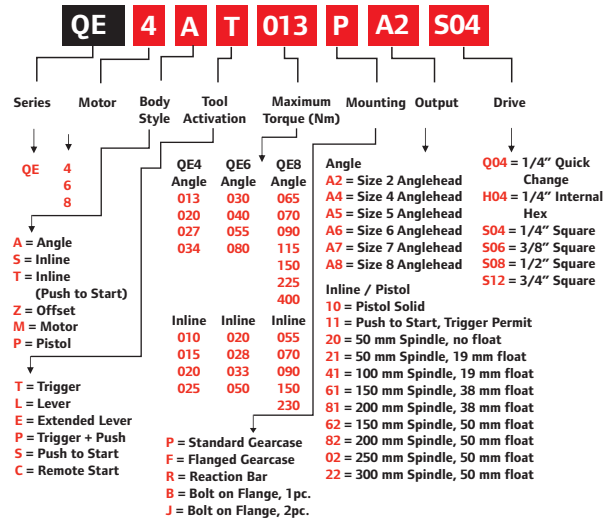 QE 4 A T 013 P A2 S04
Series Motor Body Style Tool Activation Maximum Torque (Nm) Mounting Output Drive
QE
4
6
8
A = Angle
S = Inline
T = Inline
(Push to Start)
Z = Offset
M = Motor
P = Pistol
T = Trigger
L = Lever
E = Extended Lever
P = Trigger + Push
S = Push to Start
C = Remote Start
QE4 QE6 QE8
Angle Angle Angle
013 030 065
020 040 070
027 055 090
034 080 115
150
225
400
Inline Inline Inline
010 020 055
015 028 070
020 033 090
025 050 150
230
P = Standard Gearcase
F = Flanged Gearcase
R = Reaction Bar
B = Bolt on Flange, 1pc.
J = Bolt on Flange, 2pc.
Angle
A2 = Size 2 Anglehead
A4 = Size 4 Anglehead
A5 = Size 5 Anglehead
A6 = Size 6 Anglehead
A7 = Size 7 Anglehead
A8 = Size 8 Anglehead
Inline / Pistol
10 = Pistol Solid
11 = Push to Start, Trigger Permit
20 = 50 mm Spindle, no float
21 = 50 mm Spindle, 19 mm float
41 = 100 mm Spindle, 19 mm float
61 = 150 mm Spindle, 38 mm float
81 = 200 mm Spindle, 38 mm float
62 = 150 mm Spindle, 50 mm float
82 = 200 mm Spindle, 50 mm float
02 = 250 mm Spindle, 50 mm float
22 = 300 mm Spindle, 50 mm float
Q04 = 1/4” Quick
Change
H04 = 1/4” Internal
Hex
S04 = 1/4” Square
S06 = 3/8” Square
S08 = 1/2” Square
S12 = 3/4” Square